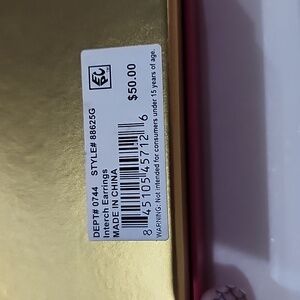 EC
$50.00
DEPT# 0744 STYLE# 88625G
Interch Earrings
MADE IN CHINA
8 45105 45712 6
WARNING: Not intended for consumers under 15 years of age.